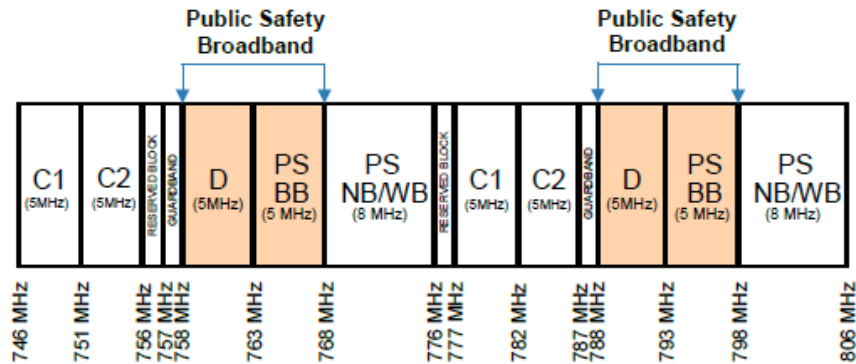 Public Safety
Broadband
Public Safety
Broadband
C1
(5MHz)
C2
(5MHz)
RESERVED BLOCK
GUARDBAND
D
(5MHz)
PS
BB
(5 MHz)
PS
NB/WB
(8 MHz)
RESERVED BLOCK
C1
(5MHz)
C2
(5MHz)
GUARDBAND
D
(5MHz)
PS
BB
(5 MHz)
PS
NB/WB
(8 MHz)
746 MHz
751 MHz
756 MHz
757 MHz
758 MHz
763 MHz
768 MHz
776 MHz
777 MHz
782 MHz
787 MHz
788 MHz
793 MHz
798 MHz
806 MHz